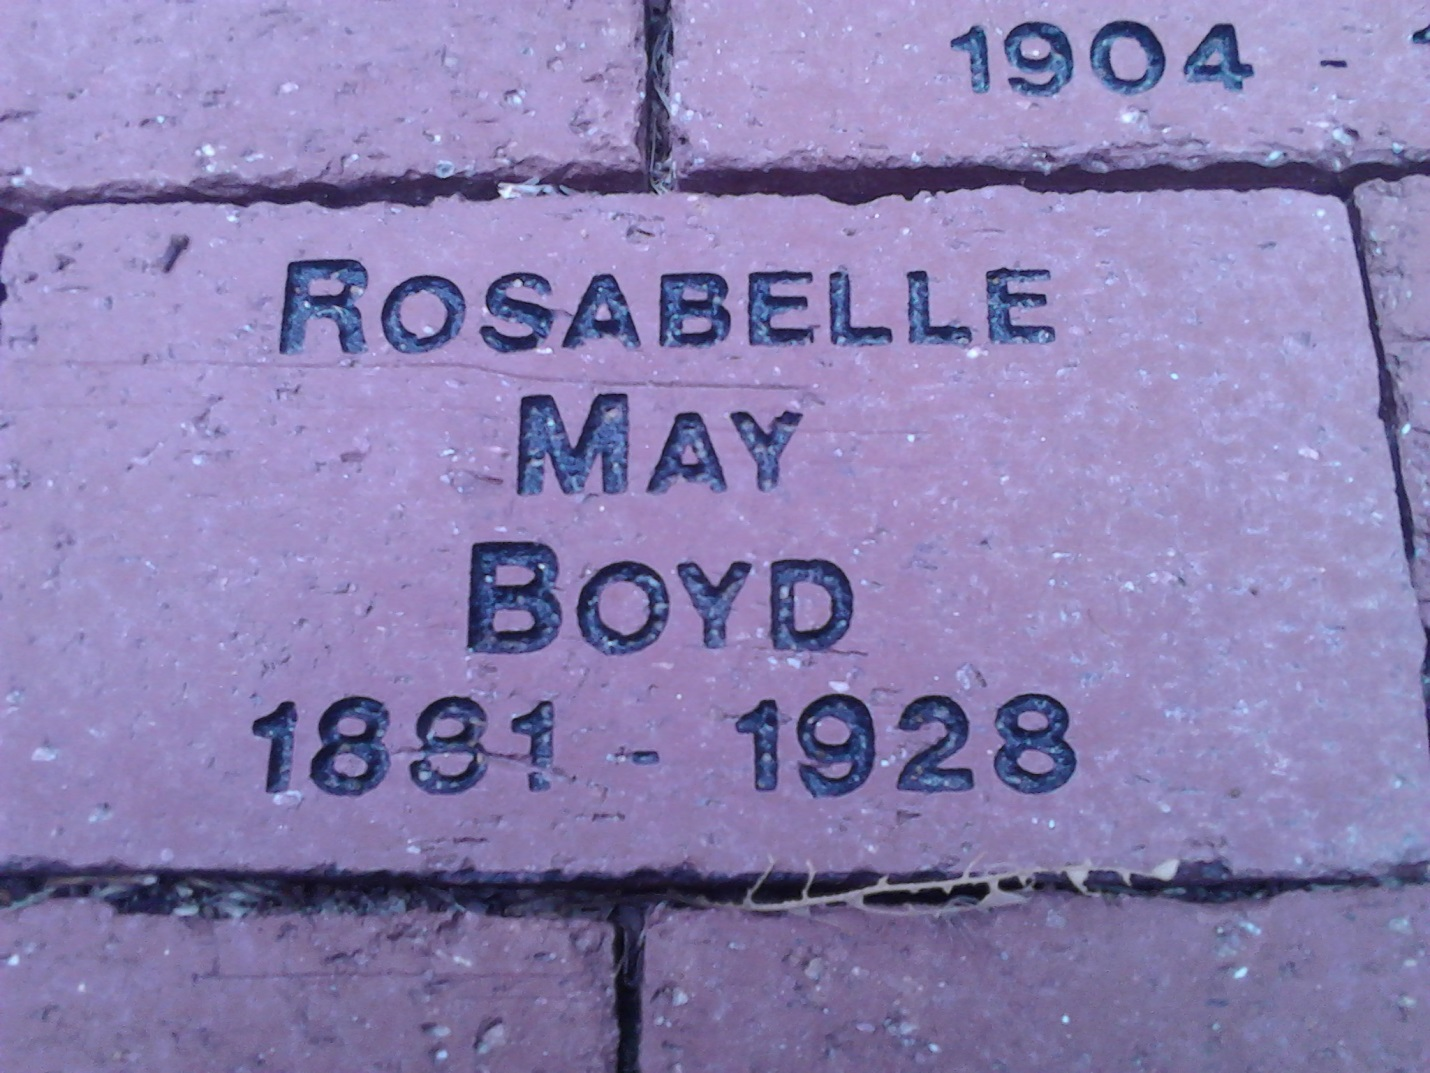 1904 -
ROSABELLE
MAY
BOYD
1881 - 1928